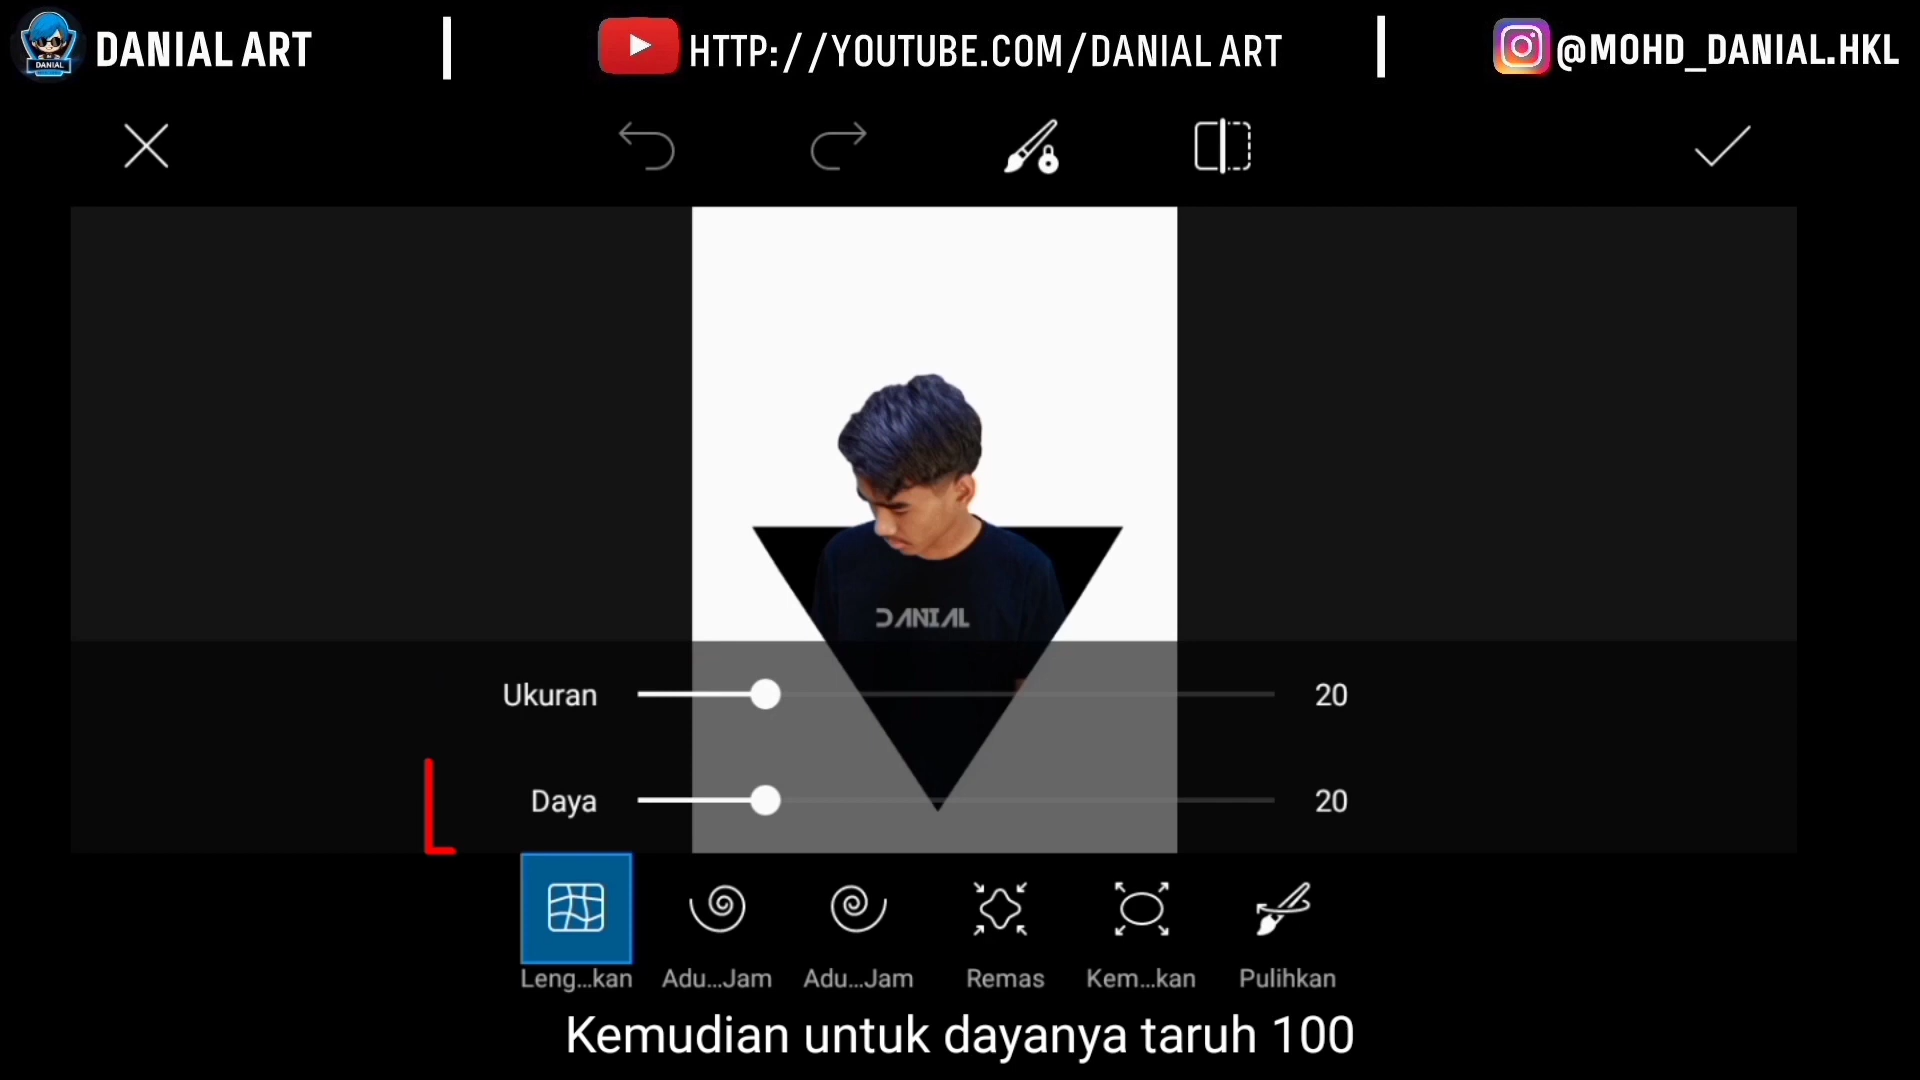 DANIAL
DANIAL ART
HTTP://YOUTUBE.COM/DANIAL ART
@MOHD_DANIAL.HKL
DANIAL
Ukuran 20
Daya 20
Leng...kan Adu...Jam Adu...Jam Remas Kem...kan Pulihkan
Kemudian untuk dayanya taruh 100